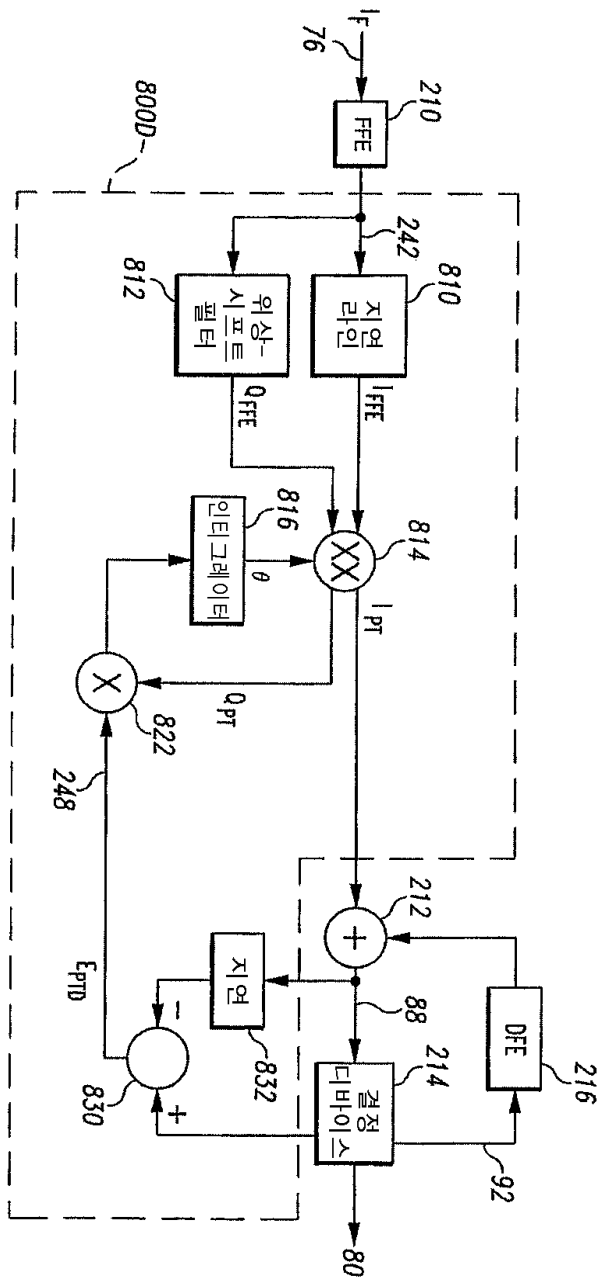 I_F
76
210
FFE
800D
242
810
지연
라인
812
위상-
시프트
필터
I_FFE
Q_FFE
814
XX
816
인티그레이터
θ
I_PT
Q_PT
X
822
248
E_PTD
212
+
88
DFE
216
214
결정
디바이스
92
80
지연
832
-
+
830